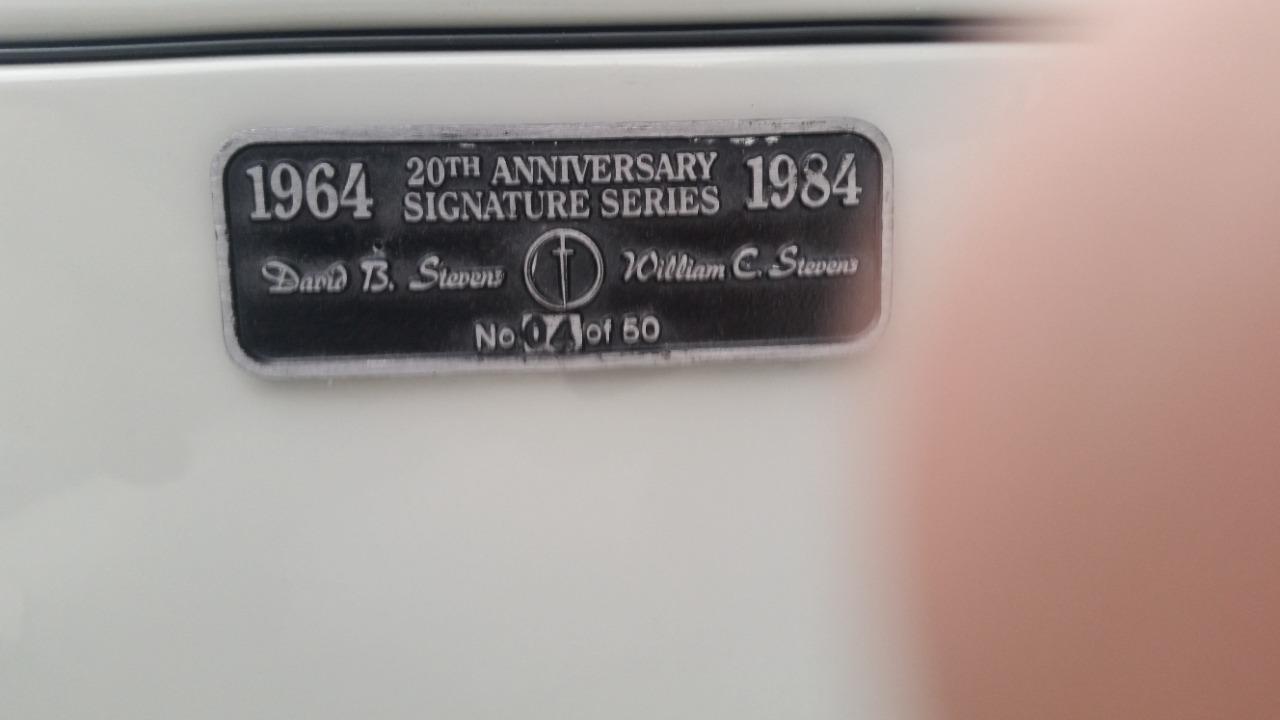 1964 20TH ANNIVERSARY 1984
SIGNATURE SERIES
David B. Stevens William C. Stevens
No 04 of 50